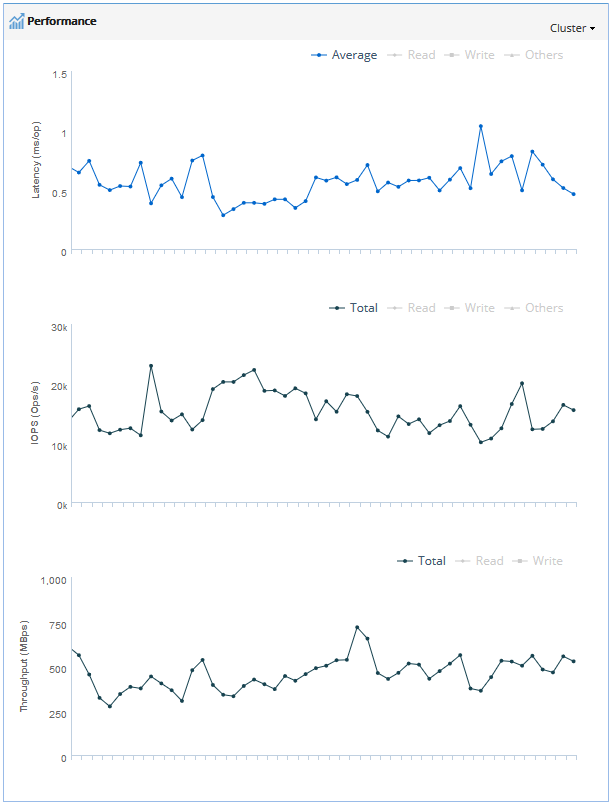 Performance
Cluster
Average Read Write Others
Latency (ms/op)
1.5
1
0.5
0
Total Read Write Others
IOPS (Ops/s)
30k
20k
10k
0k
Total Read Write
Throughput (MBps)
1,000
750
500
250
0